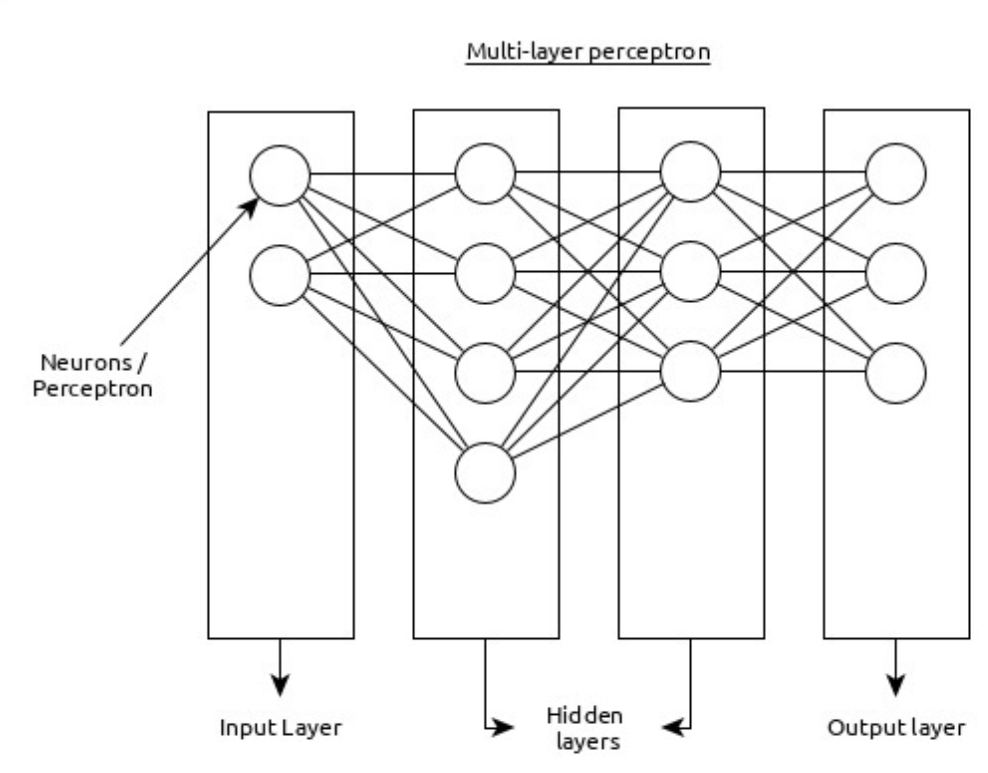 Multi-layer perceptron
Neurons /
Perceptron
Input Layer
Hidden
layers
Output layer